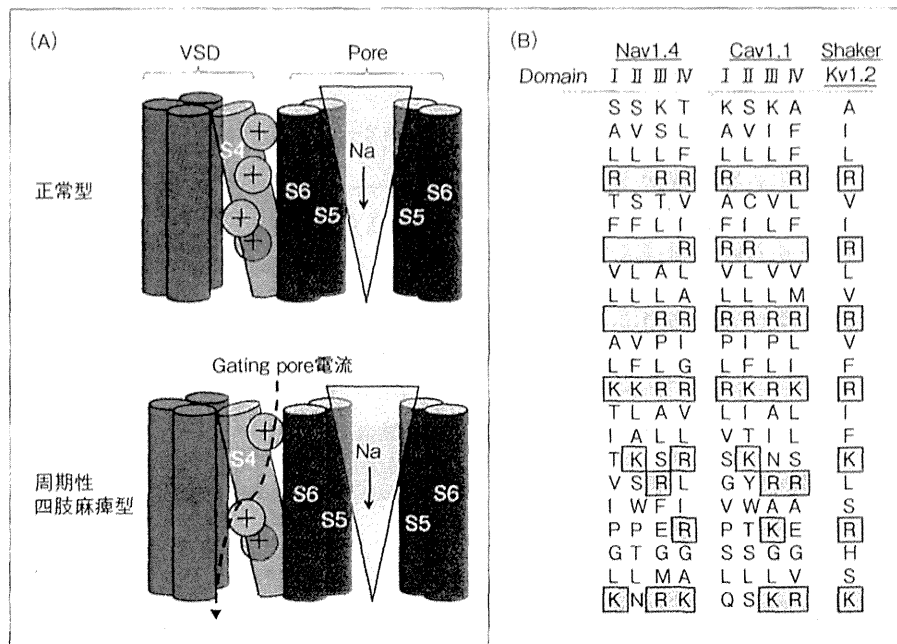 (A)
VSD Pore
S4
+
+
+
+
Na
S6
S5
S6
S5
正常型
Gating pore電流
S4
+
+
+
Na
S6
S5
S6
S5
周期性
四肢麻痺型
(B)
Nav1.4 Cav1.1 Shaker
Domain I II III IV I II III IV Kv1.2
S S K T K S K A A
A V S L A V I F I
L L L F L L L F L
R R R R R R
T S T V A C V L V
F F L I F I L F I
R R R R
V L A L V L V V L
L L L A L L L M V
R R R R R R R
A V P I P I P L V
L F L G L F L I F
K K R R R K R K R
T L A V L I A L I
I A L L V T I L F
T K S R S K N S K
V S R L G Y R R L
I W F I V W A A S
P P E R P T K E R
G T G G S S G G H
L L M A L L L V S
K N R K Q S K R K